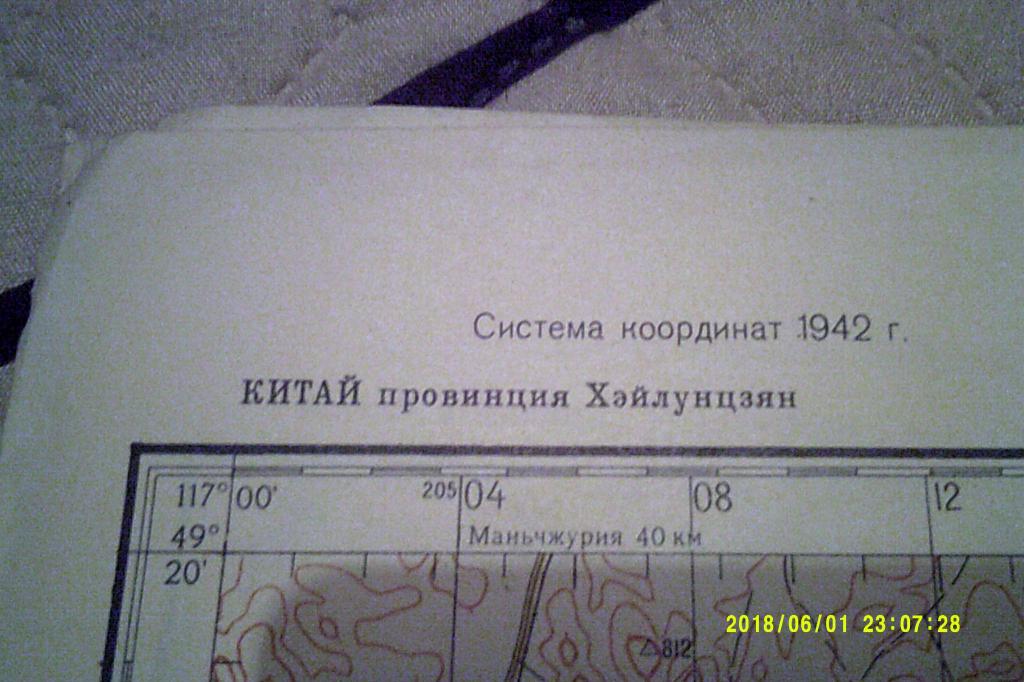 Система координат 1942 г.
КИТАЙ провинция Хэйлунцзян
117° 00' 205 04 08 12
49° Маньчжурия 40 км
20'
812
2018/06/01 23:07:28